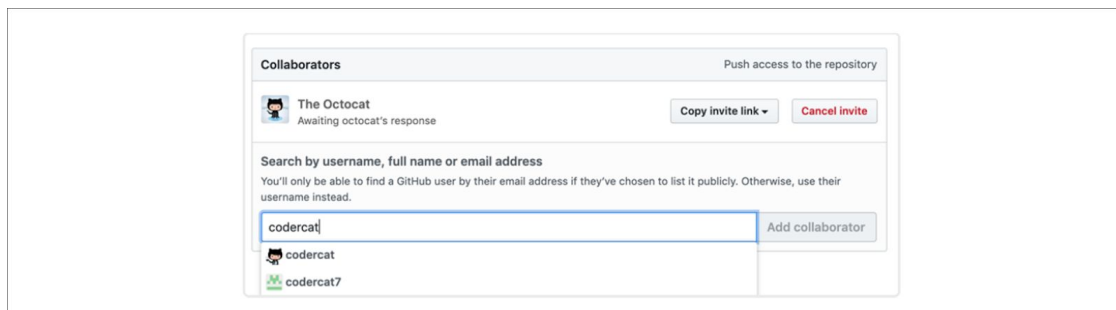 Collaborators
Push access to the repository
The Octocat
Awaiting octocat's response
Copy invite link
Cancel invite
Search by username, full name or email address
You'll only be able to find a GitHub user by their email address if they've chosen to list it publicly. Otherwise, use their
username instead.
codercat
Add collaborator
codercat
codercat7